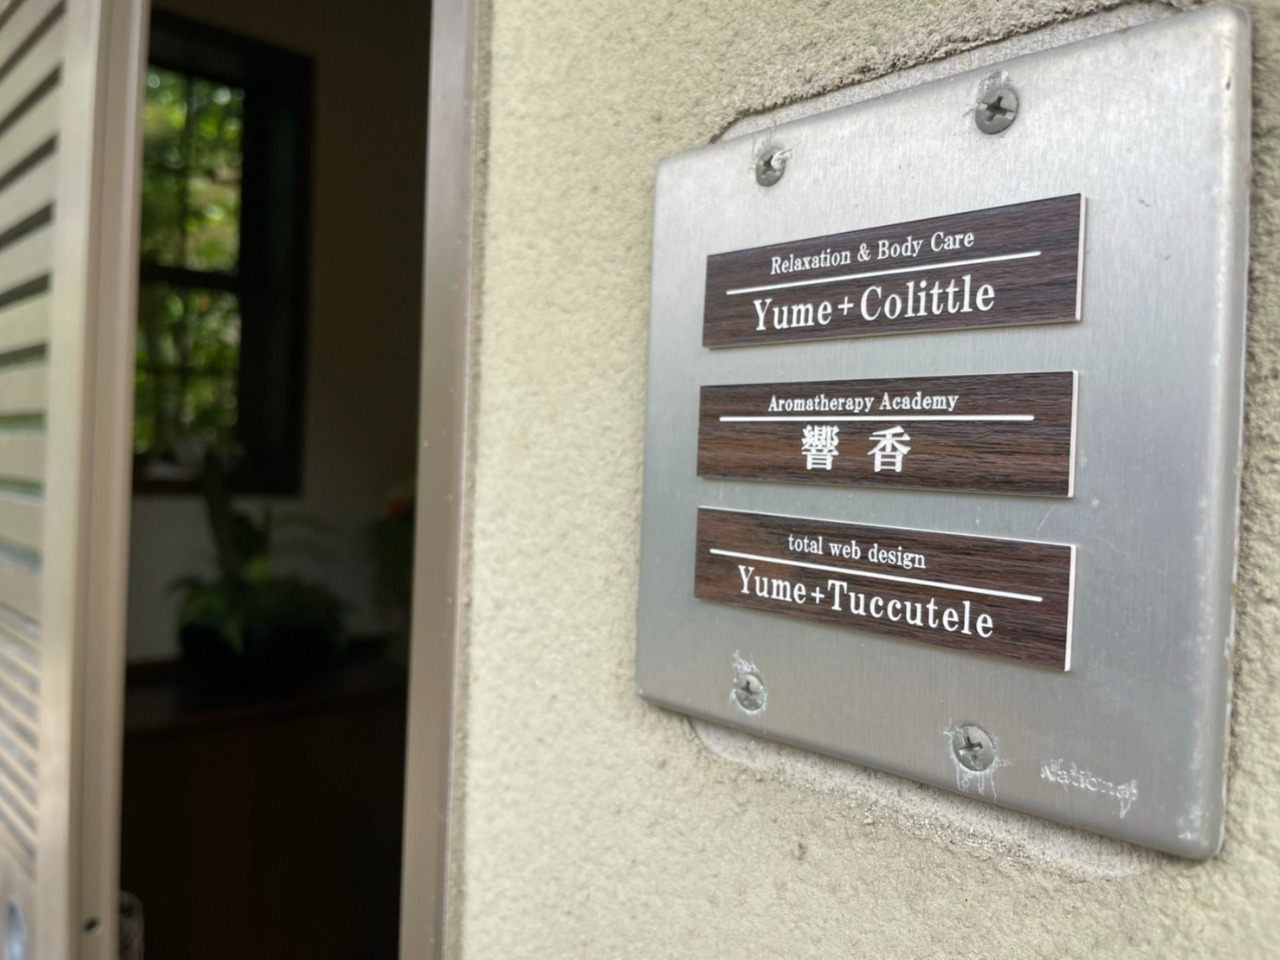 Relaxation & Body Care
Yume+Colittle
Aromatherapy Academy
響香
total web design
Yume+Tuccutele
National